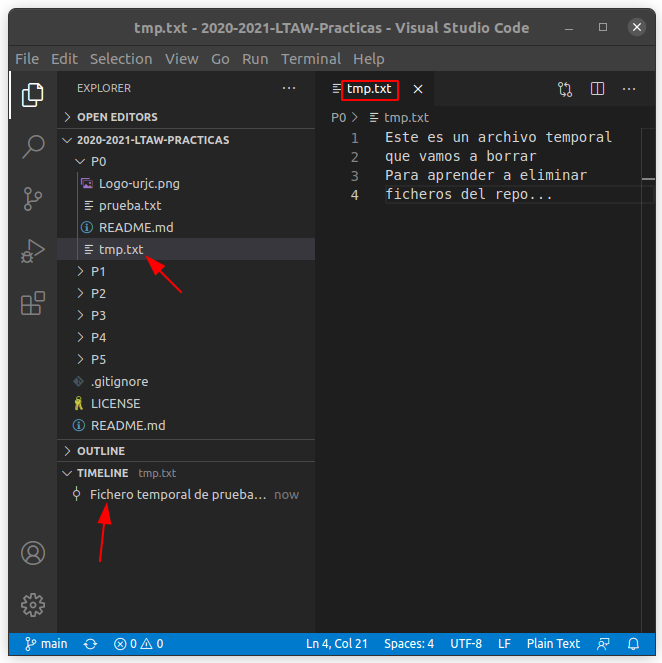 tmp.txt - 2020-2021-LTAW-Practicas - Visual Studio Code
File Edit Selection View Go Run Terminal Help
EXPLORER
OPEN EDITORS
2020-2021-LTAW-PRACTICAS
P0
Logo-urjc.png
prueba.txt
README.md
tmp.txt
P1
P2
P3
P4
P5
.gitignore
LICENSE
README.md
OUTLINE
TIMELINE tmp.txt
Fichero temporal de prueba... now
tmp.txt
P0 > tmp.txt
1 Este es un archivo temporal
2 que vamos a borrar
3 Para aprender a eliminar
4 ficheros del repo...
main 0 0 Ln 4, Col 21 Spaces: 4 UTF-8 LF Plain Text